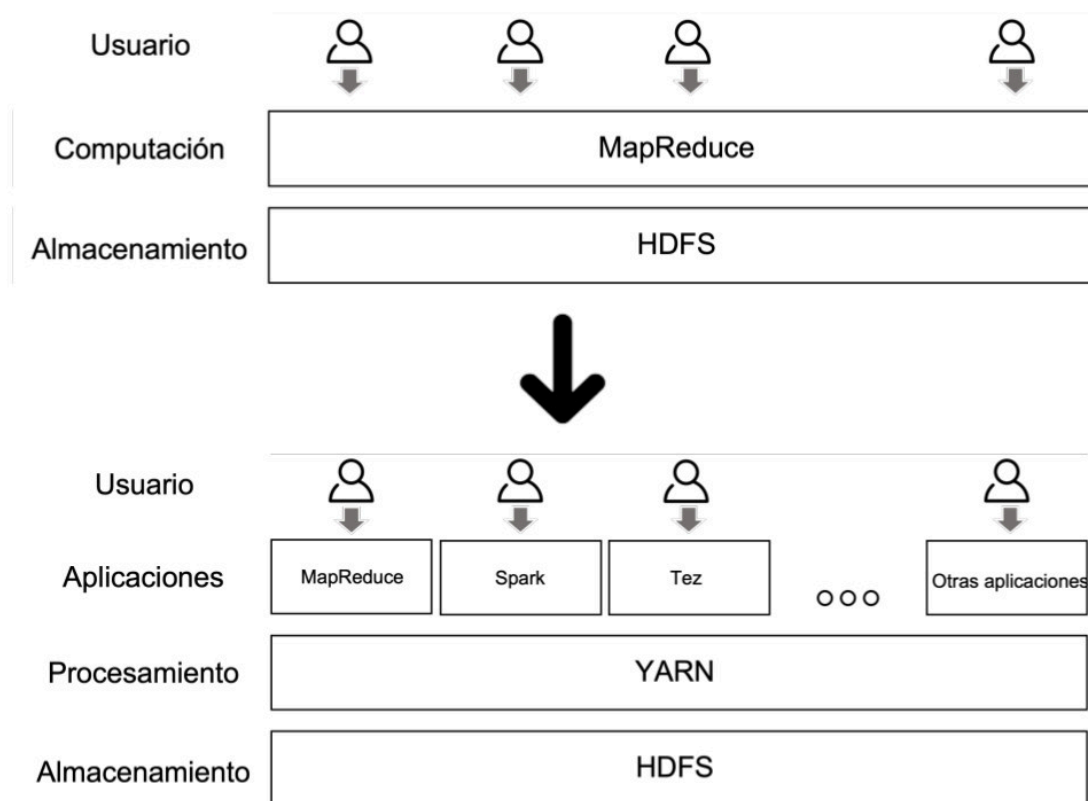 Usuario
Computación
MapReduce
Almacenamiento
HDFS
Usuario
Aplicaciones
MapReduce
Spark
Tez
Otras aplicaciones
Procesamiento
YARN
Almacenamiento
HDFS